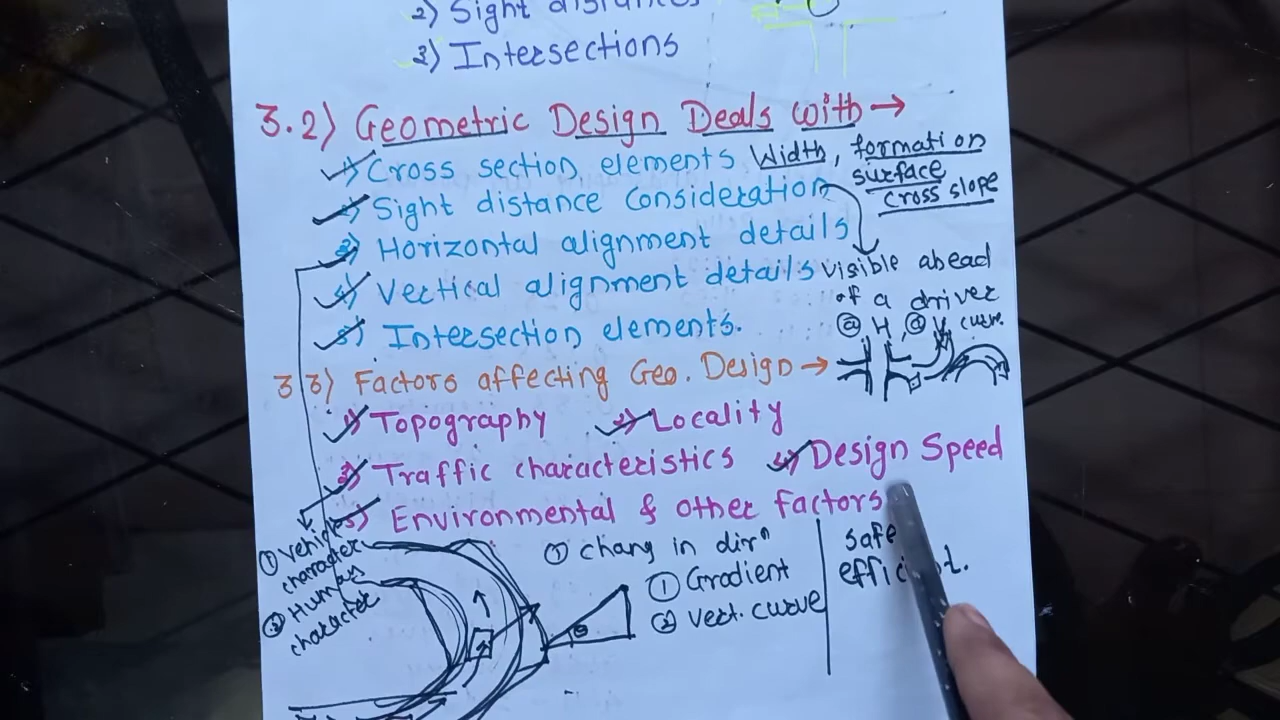 2) Sight distances
3) Intersections
3.2) Geometric Design Deals with →
1) Cross section elements Width, formation
surface
cross slope
2) Sight distance Consideration
3) Horizontal alignment details
4) Vertical alignment details visible ahead
of a driver
@ H, @ V curve.
5) Intersection elements.
3.3) Factors affecting Geo. Design →
1) Topography 2) Locality
3) Traffic characteristics 4) Design Speed
5) Environmental & other factors
① Vehicle
character
② Human
character
① Chang in dirⁿ
① Gradient
② Vect. curve
safe
θ